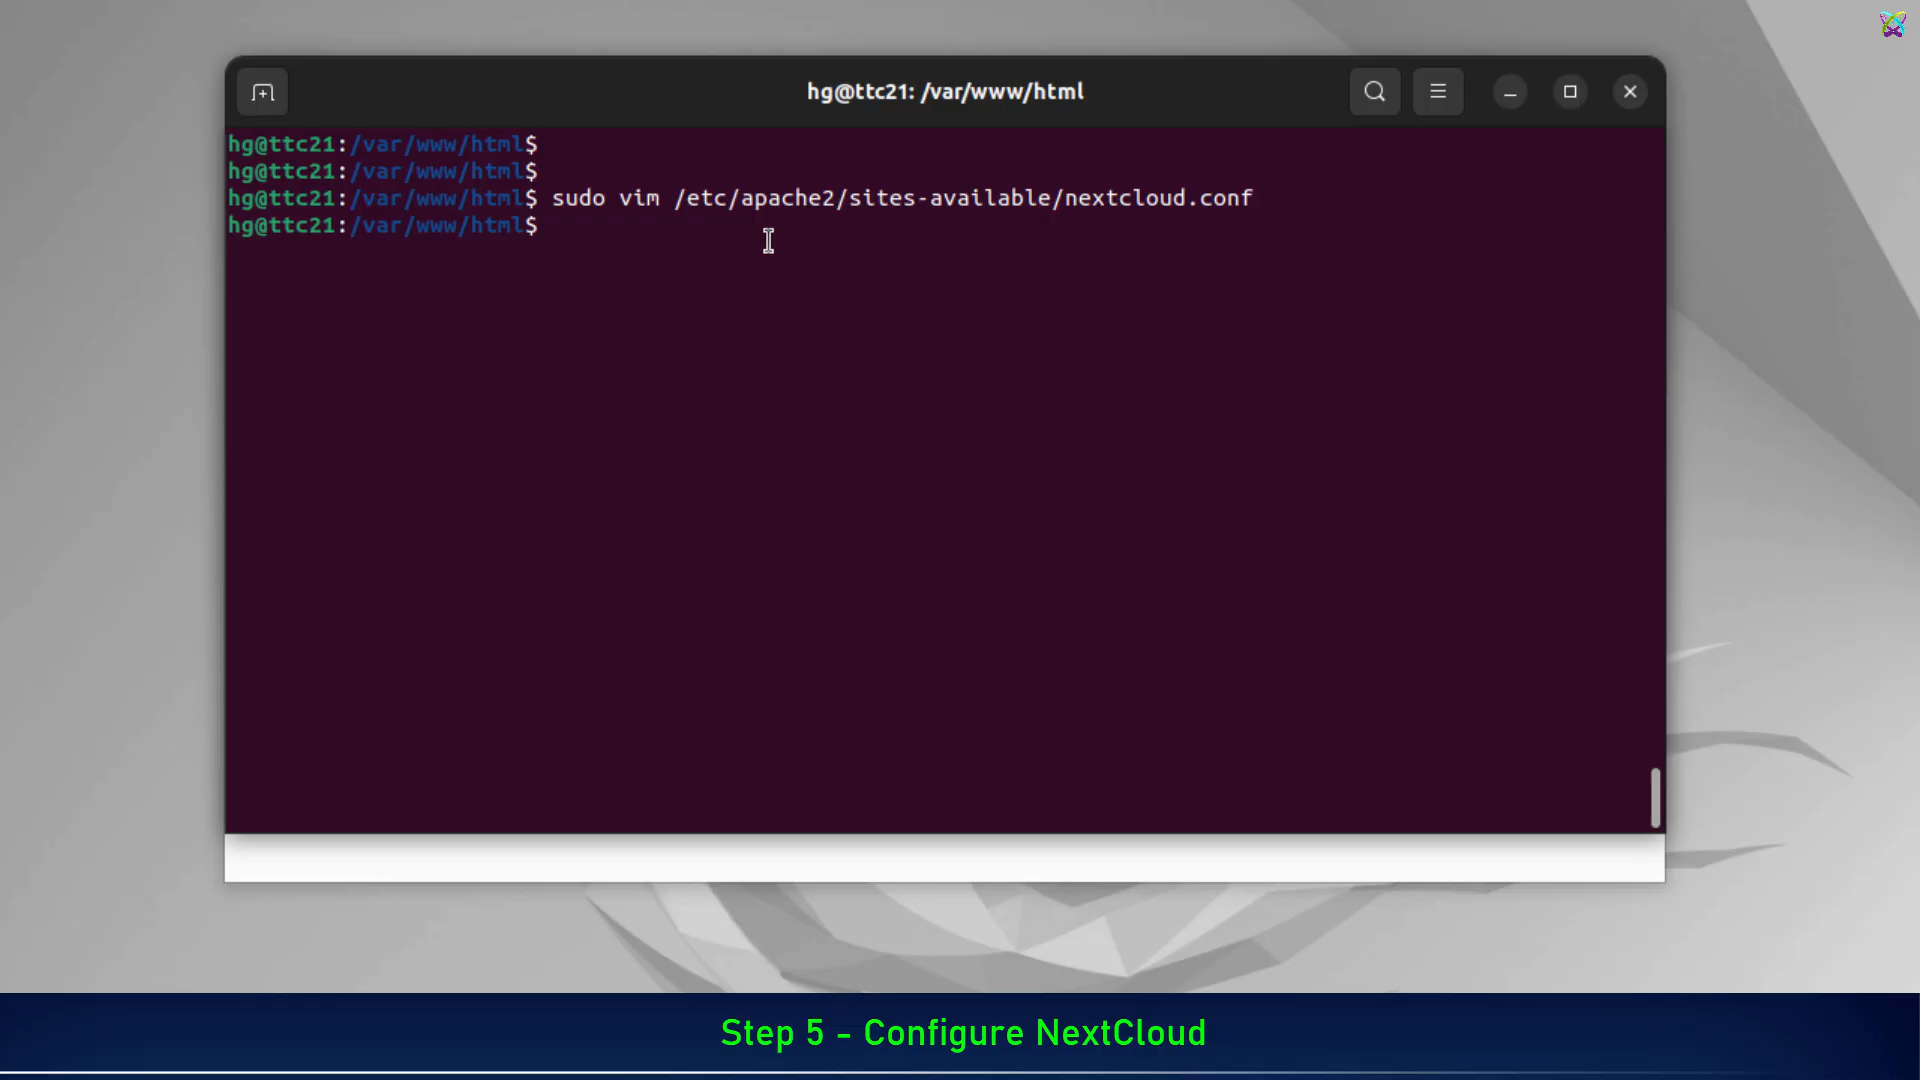 hg@ttc21: /var/www/html
hg@ttc21:/var/www/html$
hg@ttc21:/var/www/html$
hg@ttc21:/var/www/html$ sudo vim /etc/apache2/sites-available/nextcloud.conf
hg@ttc21:/var/www/html$
Step 5 - Configure NextCloud